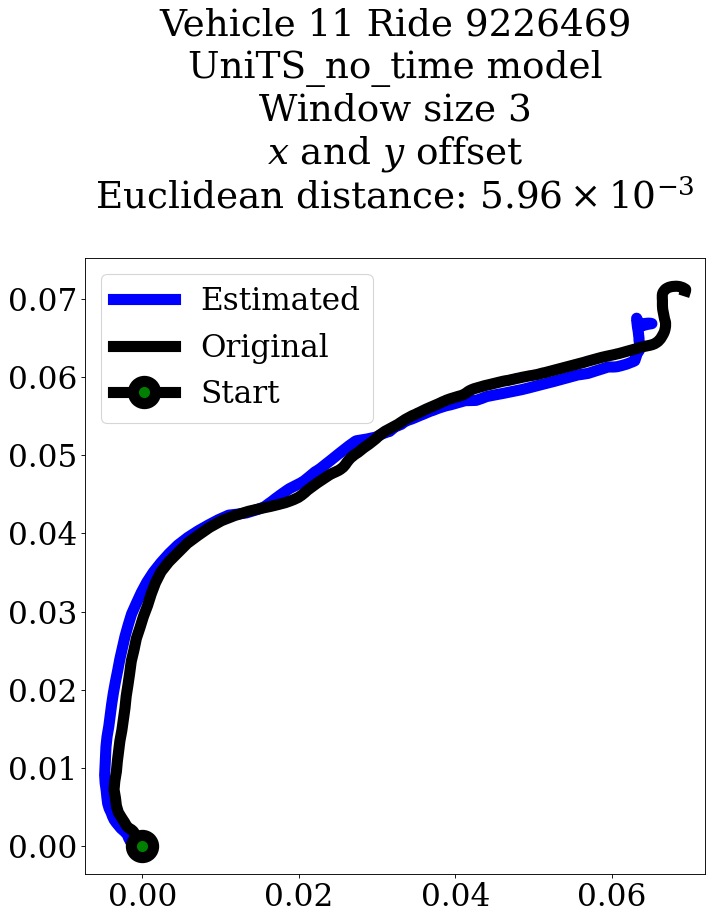 Vehicle 11 Ride 9226469
UniTS_no_time model
Window size 3
x and y offset
Euclidean distance: 5.96 × 10⁻³
Estimated
Original
Start
0.07
0.06
0.05
0.04
0.03
0.02
0.01
0.00
0.00 0.02 0.04 0.06